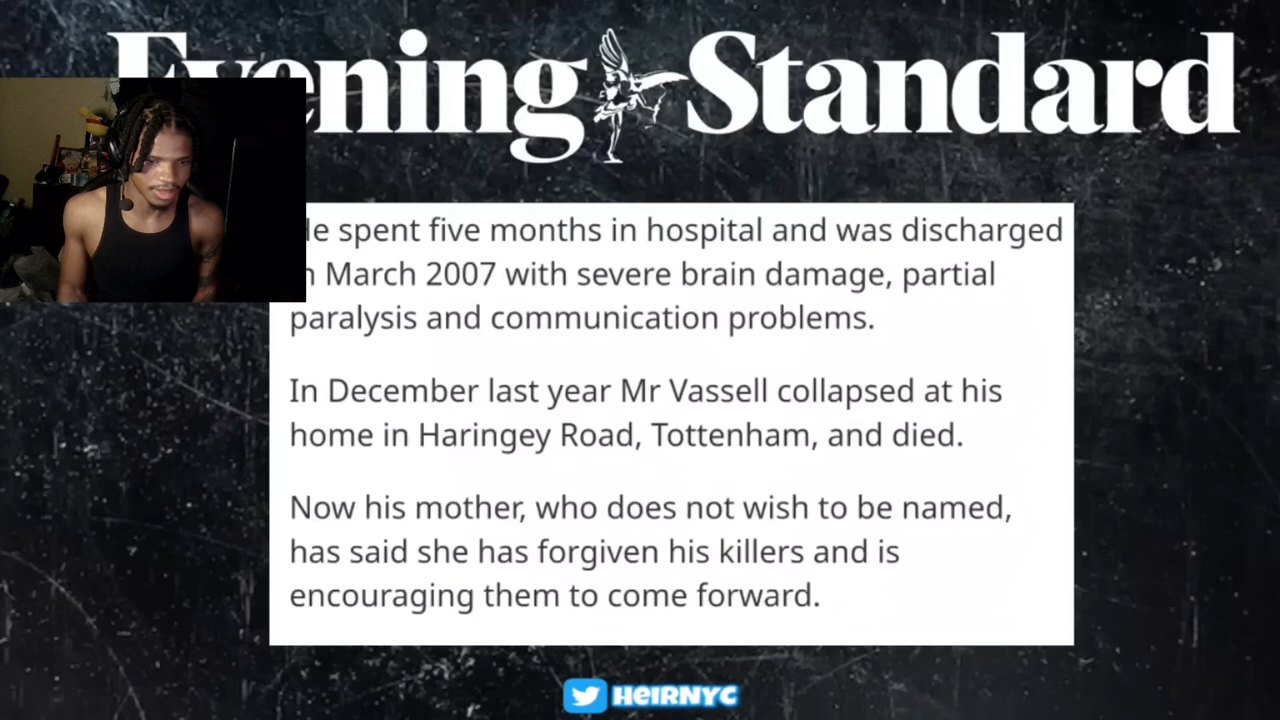 Evening Standard
He spent five months in hospital and was discharged
in March 2007 with severe brain damage, partial
paralysis and communication problems.
In December last year Mr Vassell collapsed at his
home in Haringey Road, Tottenham, and died.
Now his mother, who does not wish to be named,
has said she has forgiven his killers and is
encouraging them to come forward.
HEIRNYC